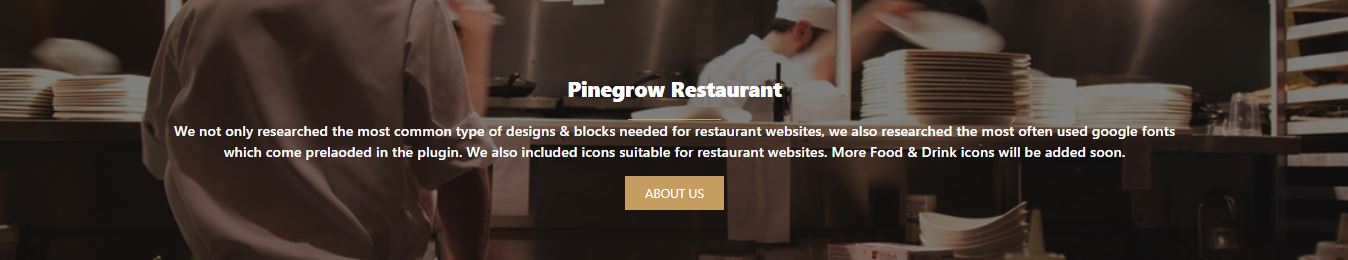 Pinegrow Restaurant
We not only researched the most common type of designs & blocks needed for restaurant websites, we also researched the most often used google fonts
which come prelaoded in the plugin. We also included icons suitable for restaurant websites. More Food & Drink icons will be added soon.
ABOUT US